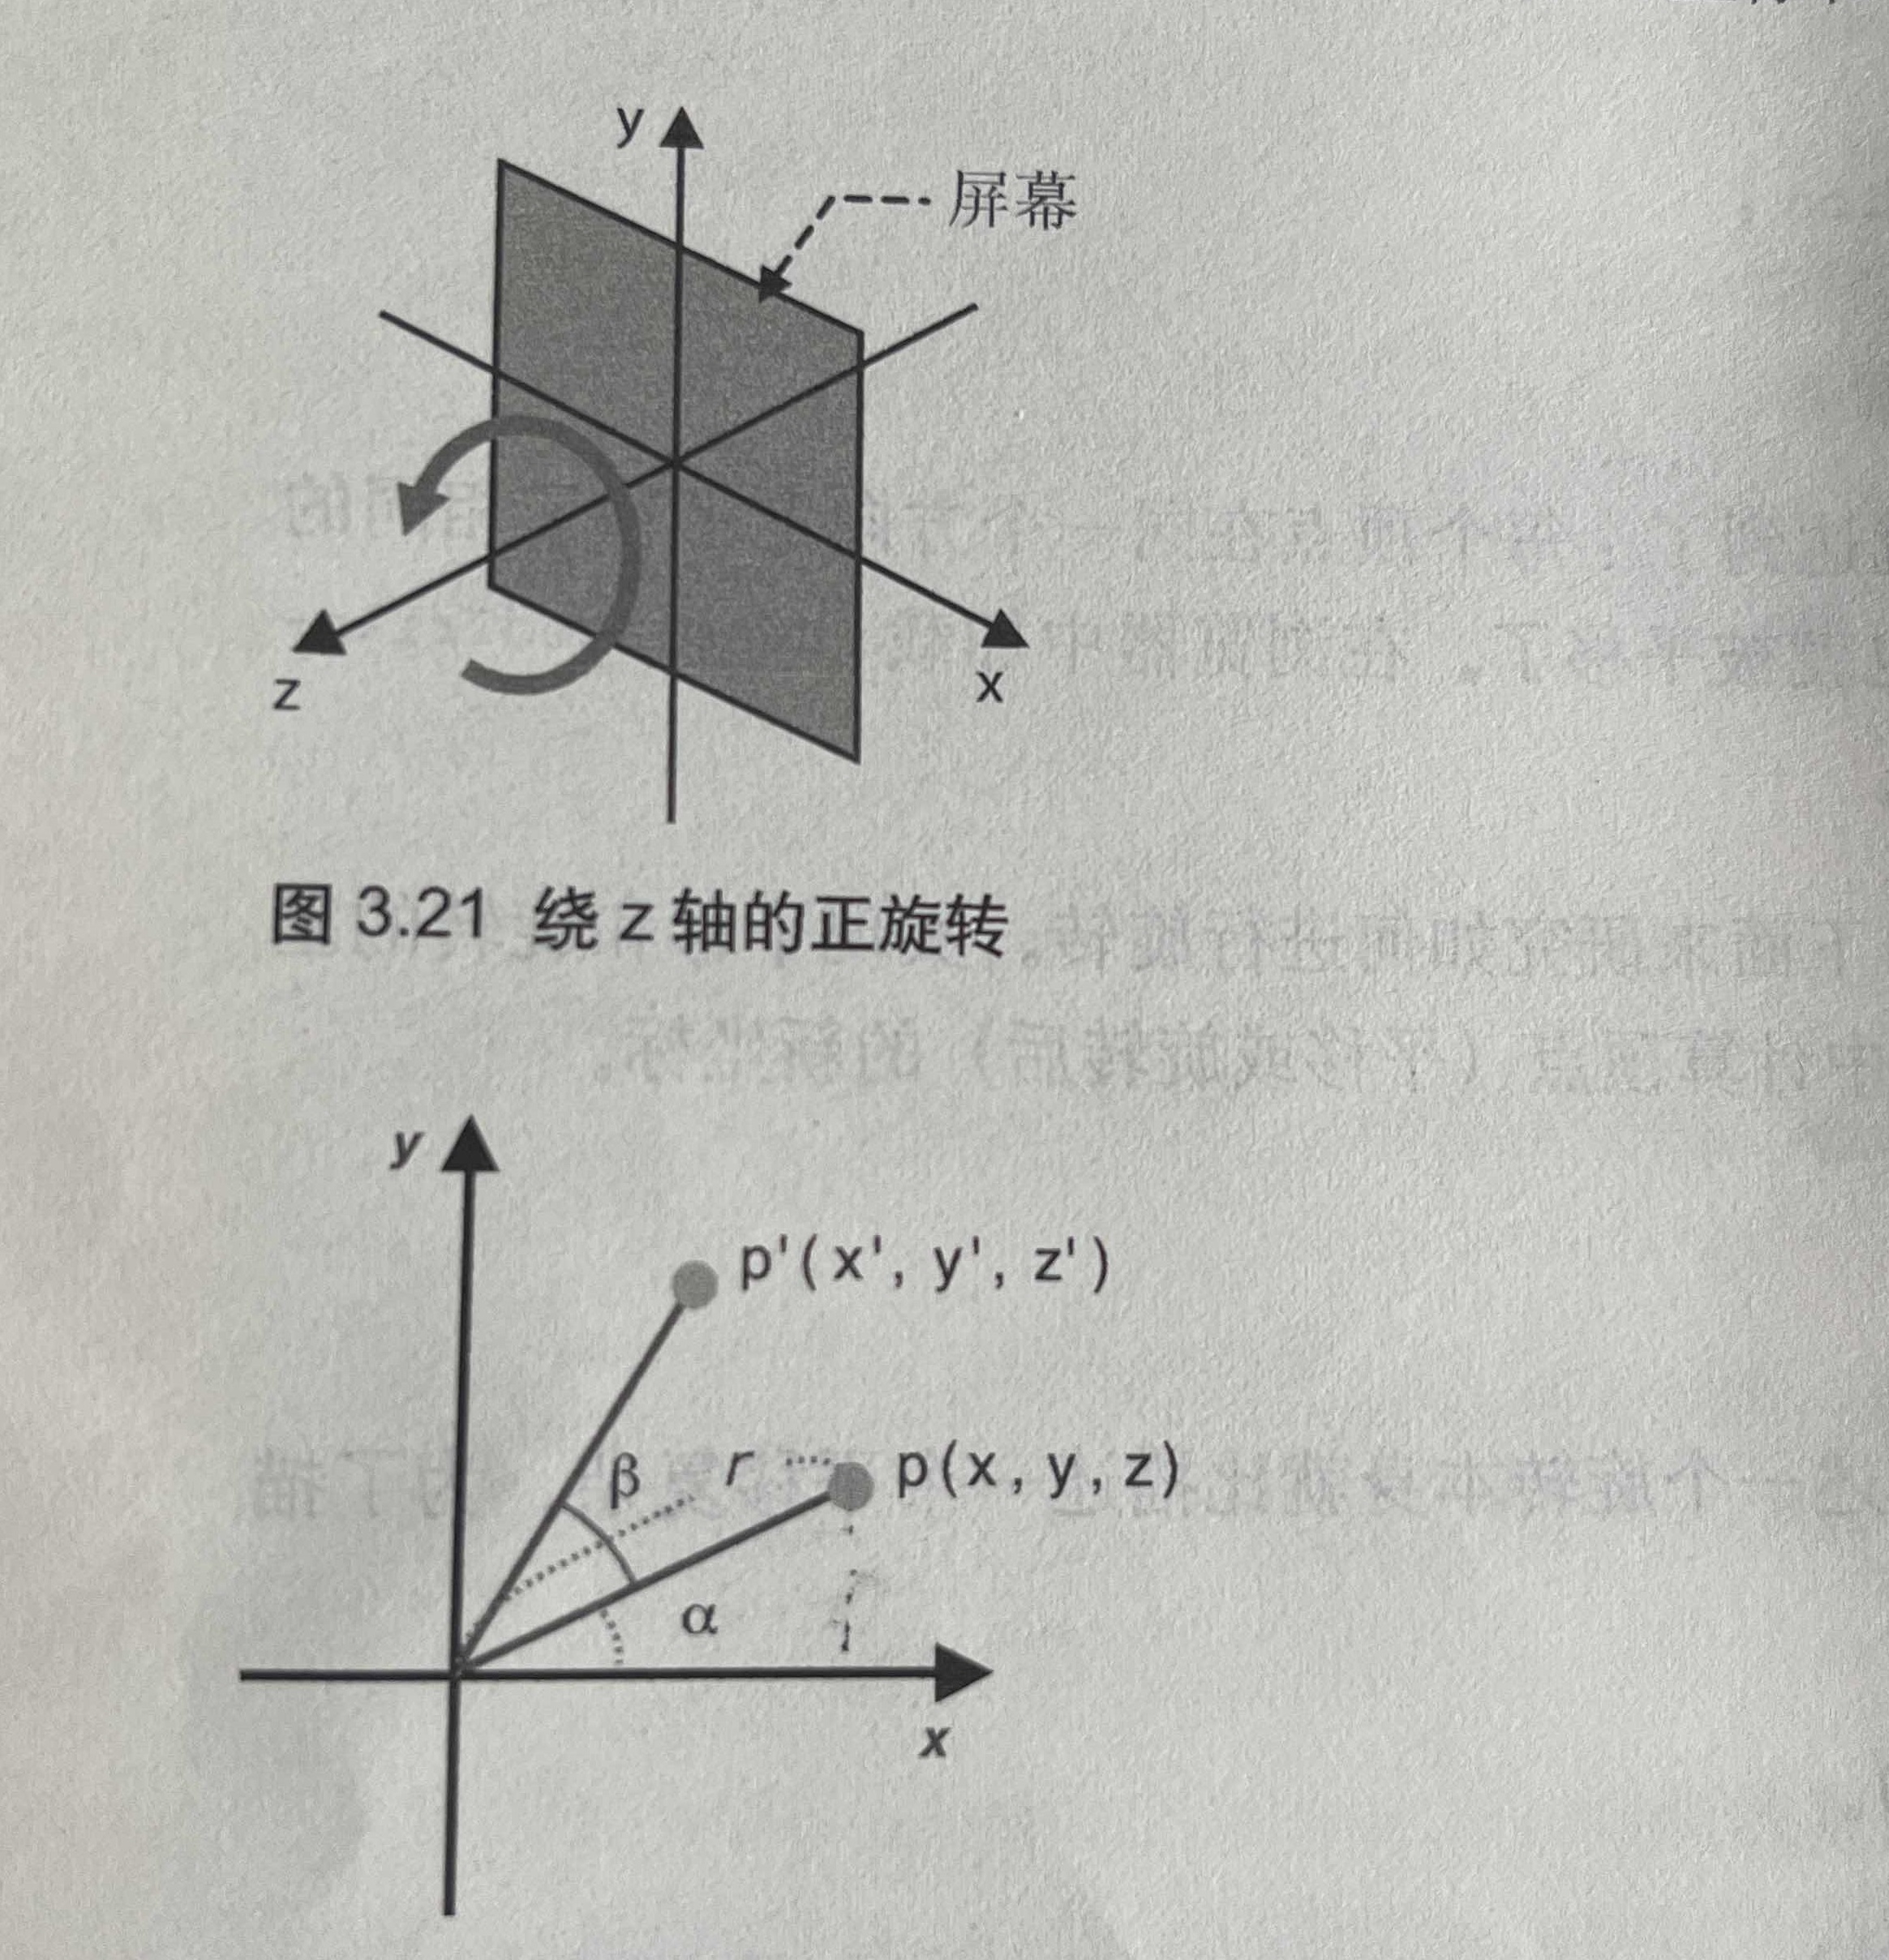 y
屏幕
z
x
图 3.21 绕 z 轴的正旋转
y
p'(x', y', z')
β
r
p(x, y, z)
α
x